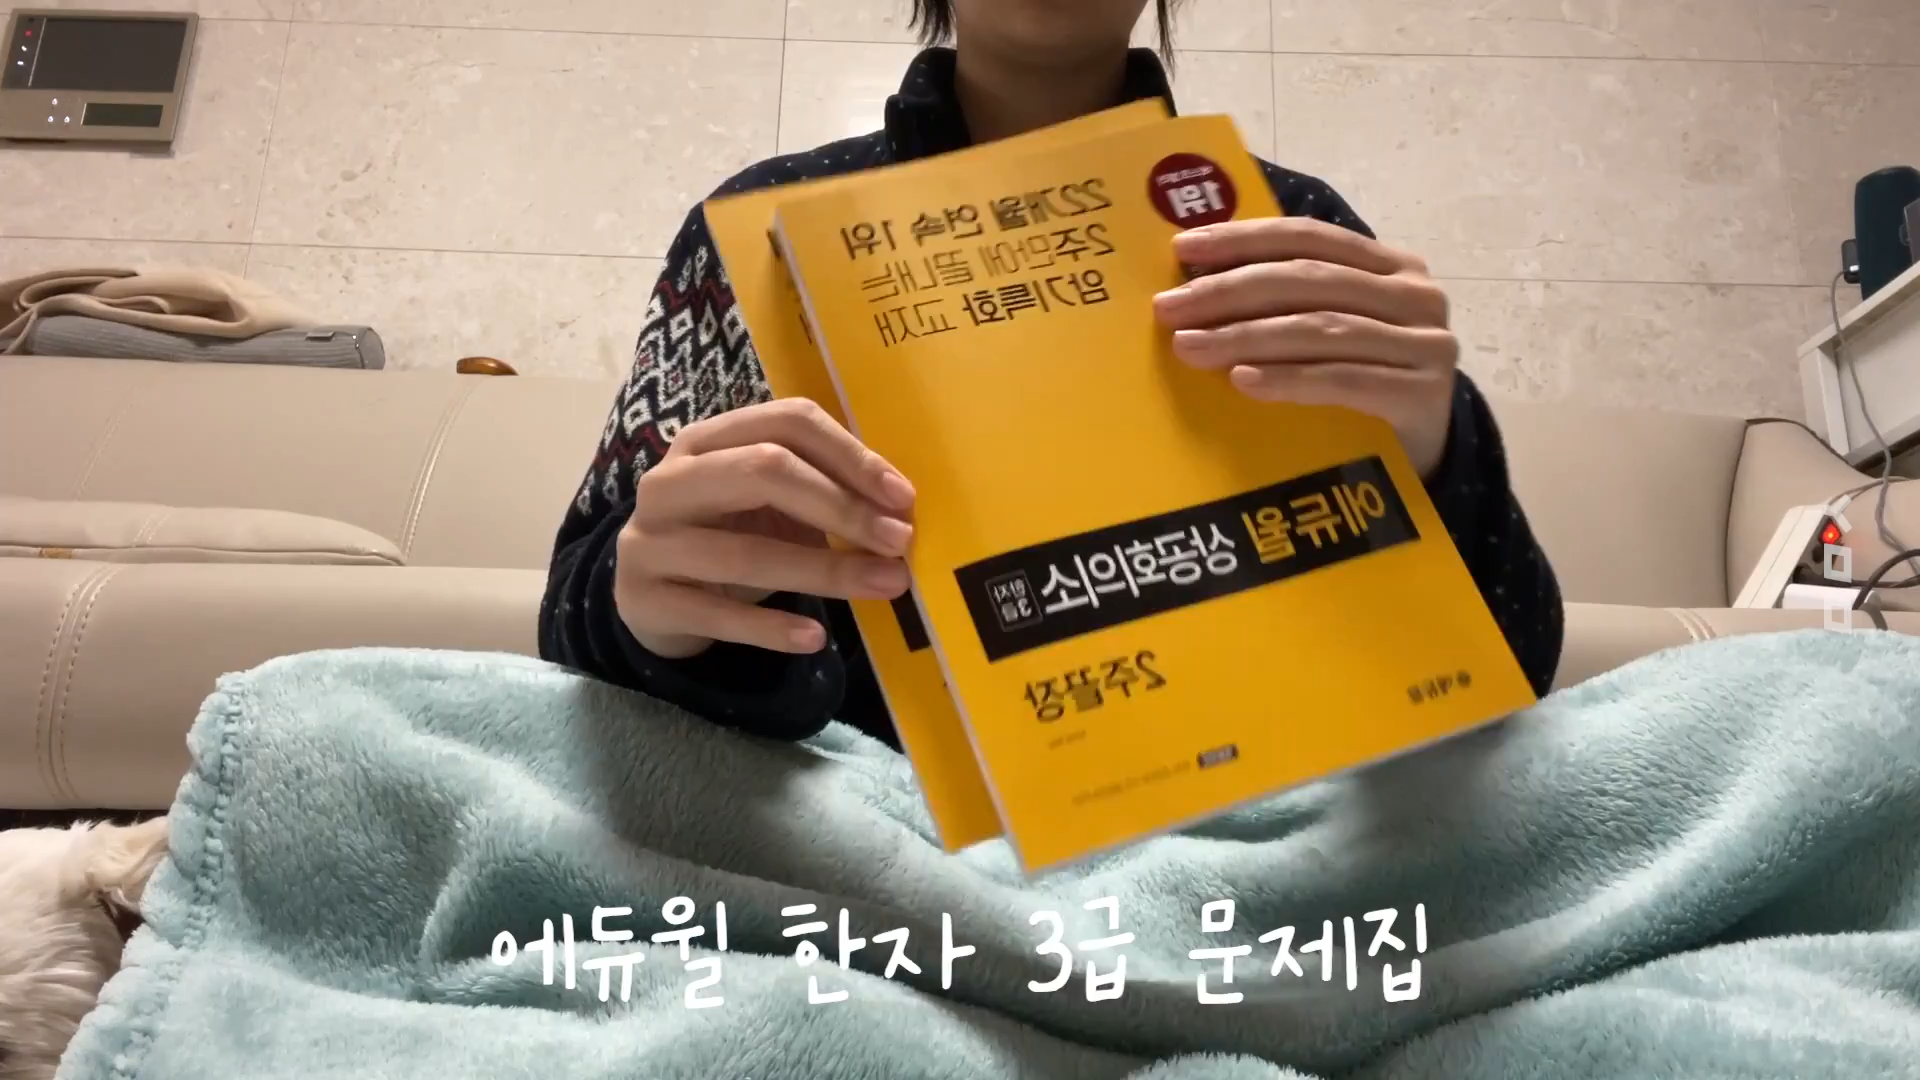 1위
22개월 연속 1위
2주만에 끝내는
암기특화 교재
에듀윌 상공회의소 한자 3급
2주끝장
에듀윌
에듀윌 한자 3급 문제집